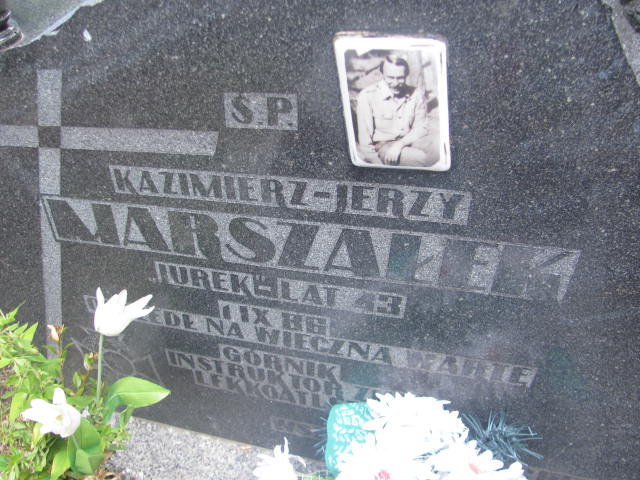 Ś.P.
KAZIMIERZ-JERZY
MARSZAŁEK
JUREK LAT 43
1 IX 86
NA WIECZNĄ WARTĘ
GÓRNIK
INSTRUKTOR